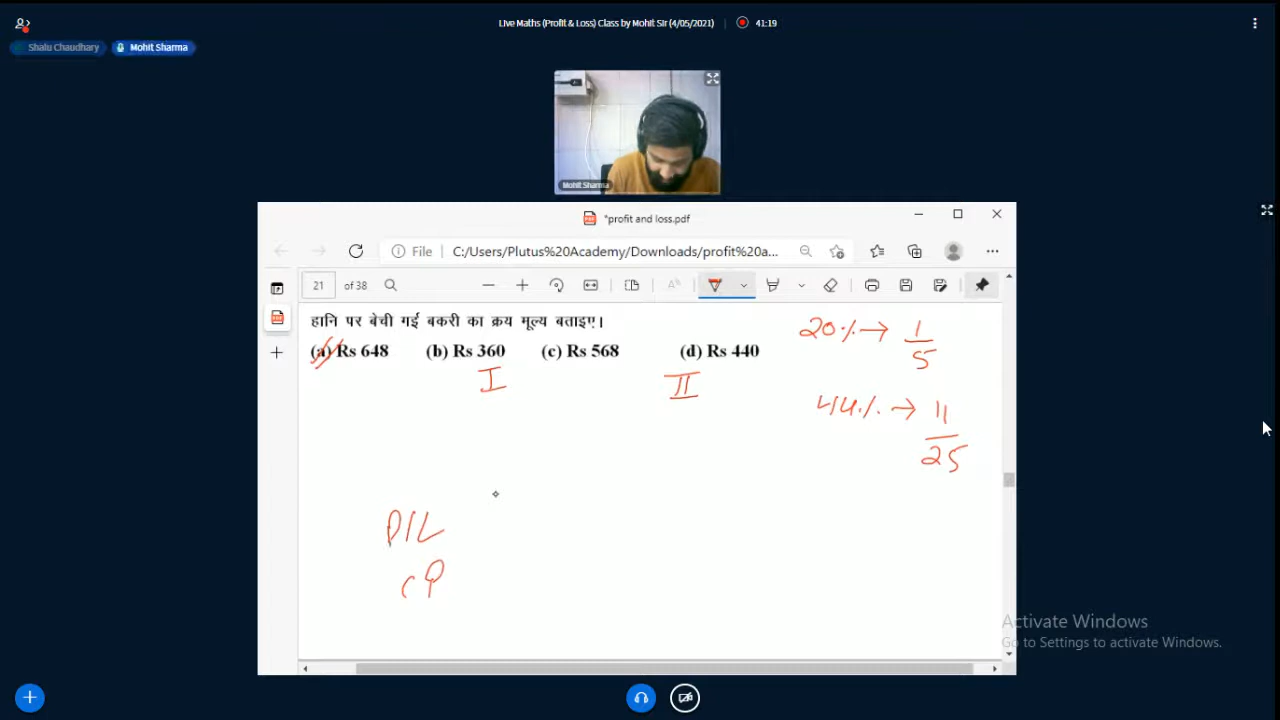 Live Maths (Profit & Loss) Class by Mohit Sir (4/05/2021) 41:19
Shalu Chaudhary Mohit Sharma
Mohit Sharma
*profit and loss.pdf
File C:/Users/Plutus%20Academy/Downloads/profit%20a...
21 of 38
हानि पर बेची गई बकरी का क्रय मूल्य बताइए।
(a) Rs 648 (b) Rs 360 (c) Rs 568 (d) Rs 440
I II
20% → 1/5
44% → 11/25
P/L
CP
Activate Windows
Go to Settings to activate Windows.